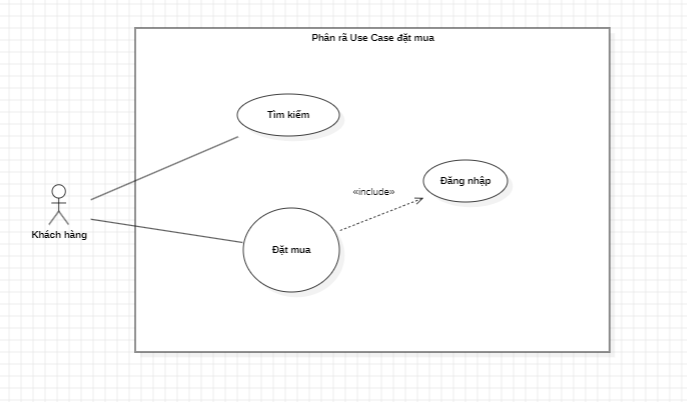 Phân rã Use Case đặt mua
Tìm kiếm
«include»
Đăng nhập
Khách hàng
Đặt mua